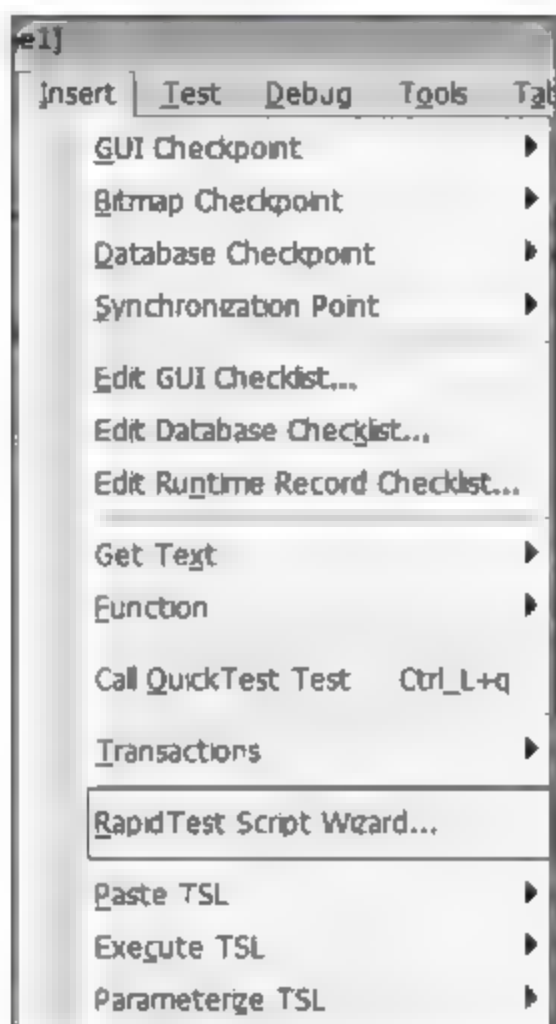 e1]
Insert Test Debug Tools Tab
GUI Checkpoint
Bitmap Checkpoint
Database Checkpoint
Synchronization Point
Edit GUI Checklist...
Edit Database Checklist...
Edit Runtime Record Checklist...
Get Text
Function
Call QuickTest Test Ctrl_L+q
Transactions
RapidTest Script Wizard...
Paste TSL
Execute TSL
Parameterize TSL